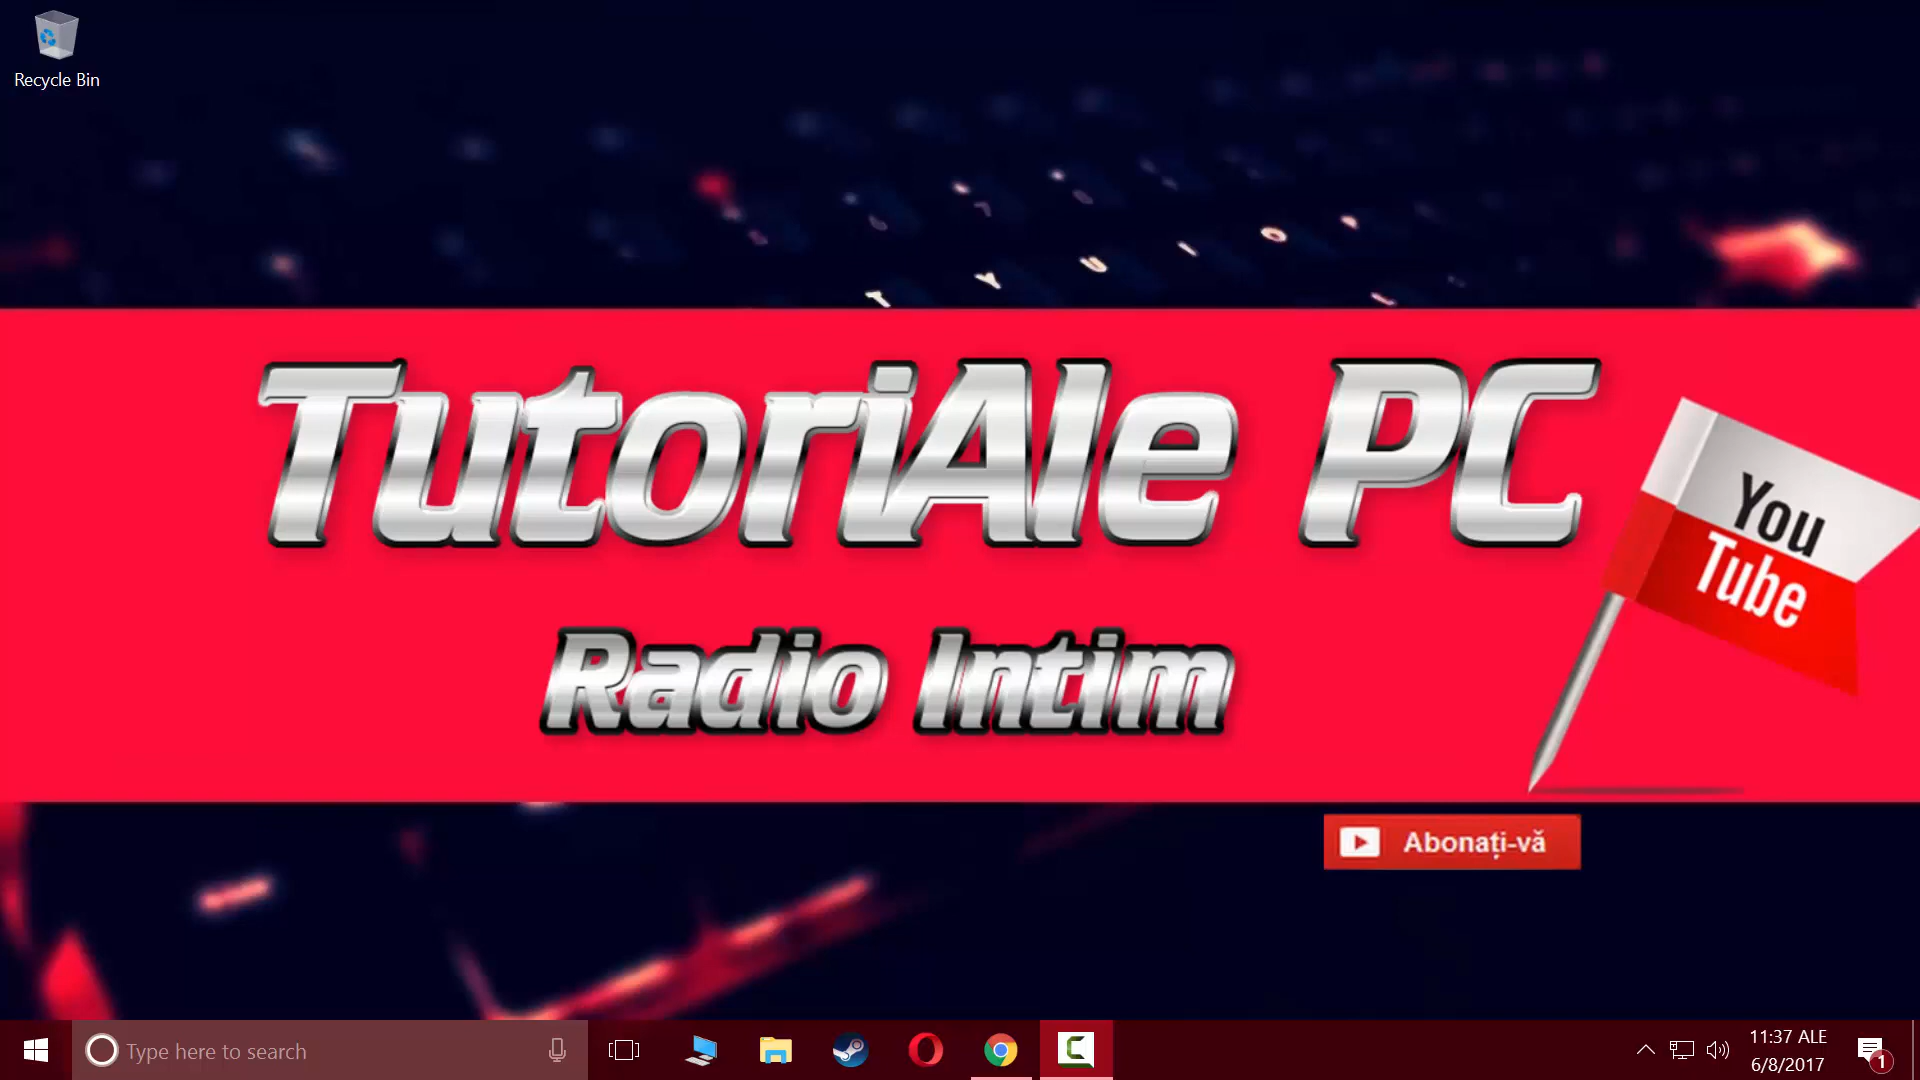 Recycle Bin
T Y U I O
L
TutoriAle PC
You
Tube
Radio Intim
Abonați-vă
Type here to search
11:37 ALE
6/8/2017
1